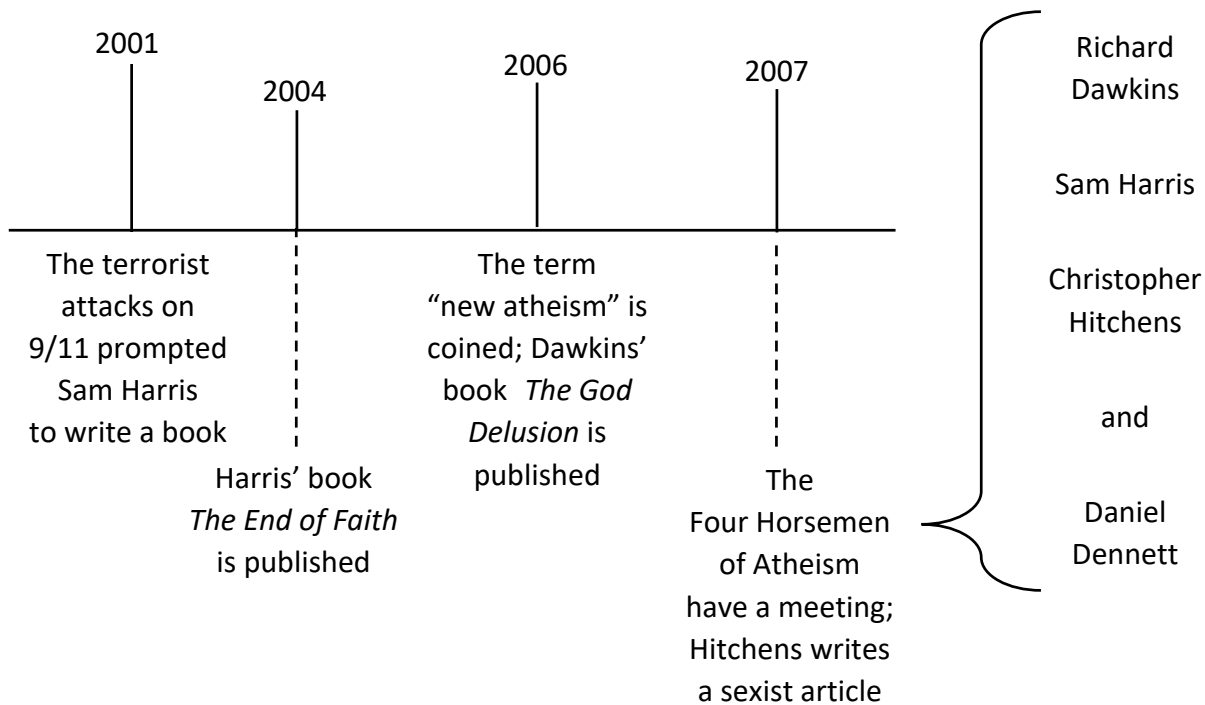 2001
The terrorist
attacks on
9/11 prompted
Sam Harris
to write a book
2004
Harris’ book
The End of Faith
is published
2006
The term
“new atheism” is
coined; Dawkins’
book The God
Delusion is
published
2007
The
Four Horsemen
of Atheism
have a meeting;
Hitchens writes
a sexist article
Richard
Dawkins
Sam Harris
Christopher
Hitchens
and
Daniel
Dennett